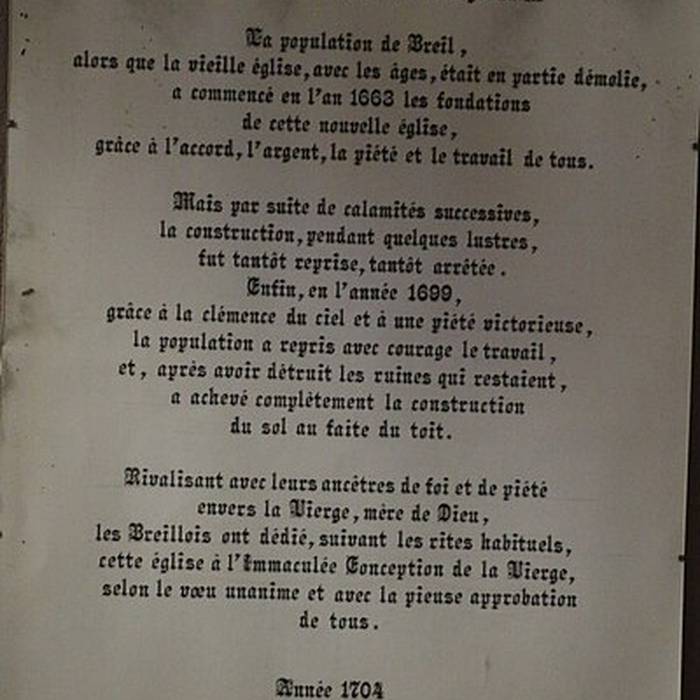 La population de Breil,
alors que la vieille église, avec les âges, était en partie démolie,
a commencé en l'an 1663 les fondations
de cette nouvelle église,
grâce à l'accord, l'argent, la piété et le travail de tous.
Mais par suite de calamités successives,
la construction, pendant quelques lustres,
fut tantôt reprise, tantôt arrêtée.
Enfin, en l'année 1699,
grâce à la clémence du ciel et à une piété victorieuse,
la population a repris avec courage le travail,
et, après avoir détruit les ruines qui restaient,
a achevé complètement la construction
du sol au faite du toit.
Rivalisant avec leurs ancêtres de foi et de piété
envers la Vierge, mère de Dieu,
les Breillois ont dédié, suivant les rites habituels,
cette église à l'Immaculée Conception de la Vierge,
selon le vœu unanime et avec la pieuse approbation
de tous.
Année 1704